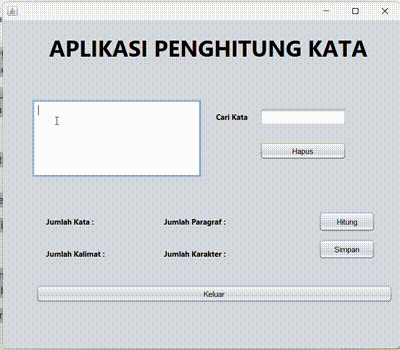 APLIKASI PENGHITUNG KATA
Cari Kata
Hapus
Jumlah Kata :
Jumlah Paragraf :
Hitung
Jumlah Kalimat :
Jumlah Karakter :
Simpan
Keluar